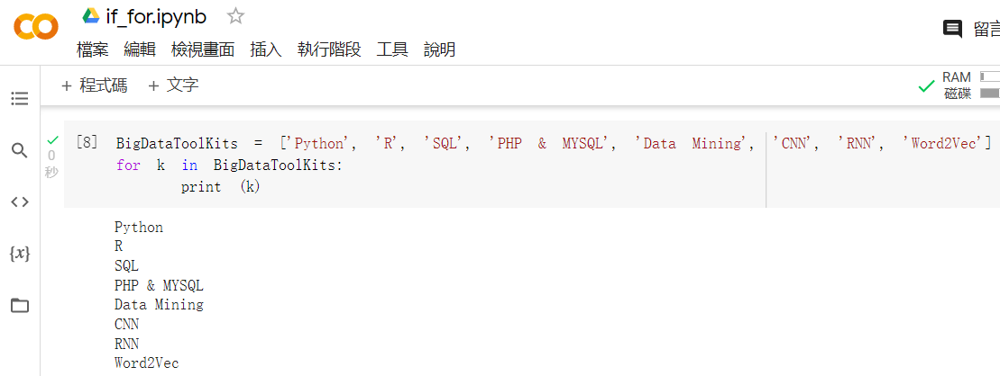 if_for.ipynb
檔案 編輯 檢視畫面 插入 執行階段 工具 說明
留言
+ 程式碼 + 文字
RAM
磁碟
[8] BigDataToolKits = ['Python', 'R', 'SQL', 'PHP & MYSQL', 'Data Mining', 'CNN', 'RNN', 'Word2Vec']
0
秒
for k in BigDataToolKits:
print (k)
{x}
Python
R
SQL
PHP & MYSQL
Data Mining
CNN
RNN
Word2Vec